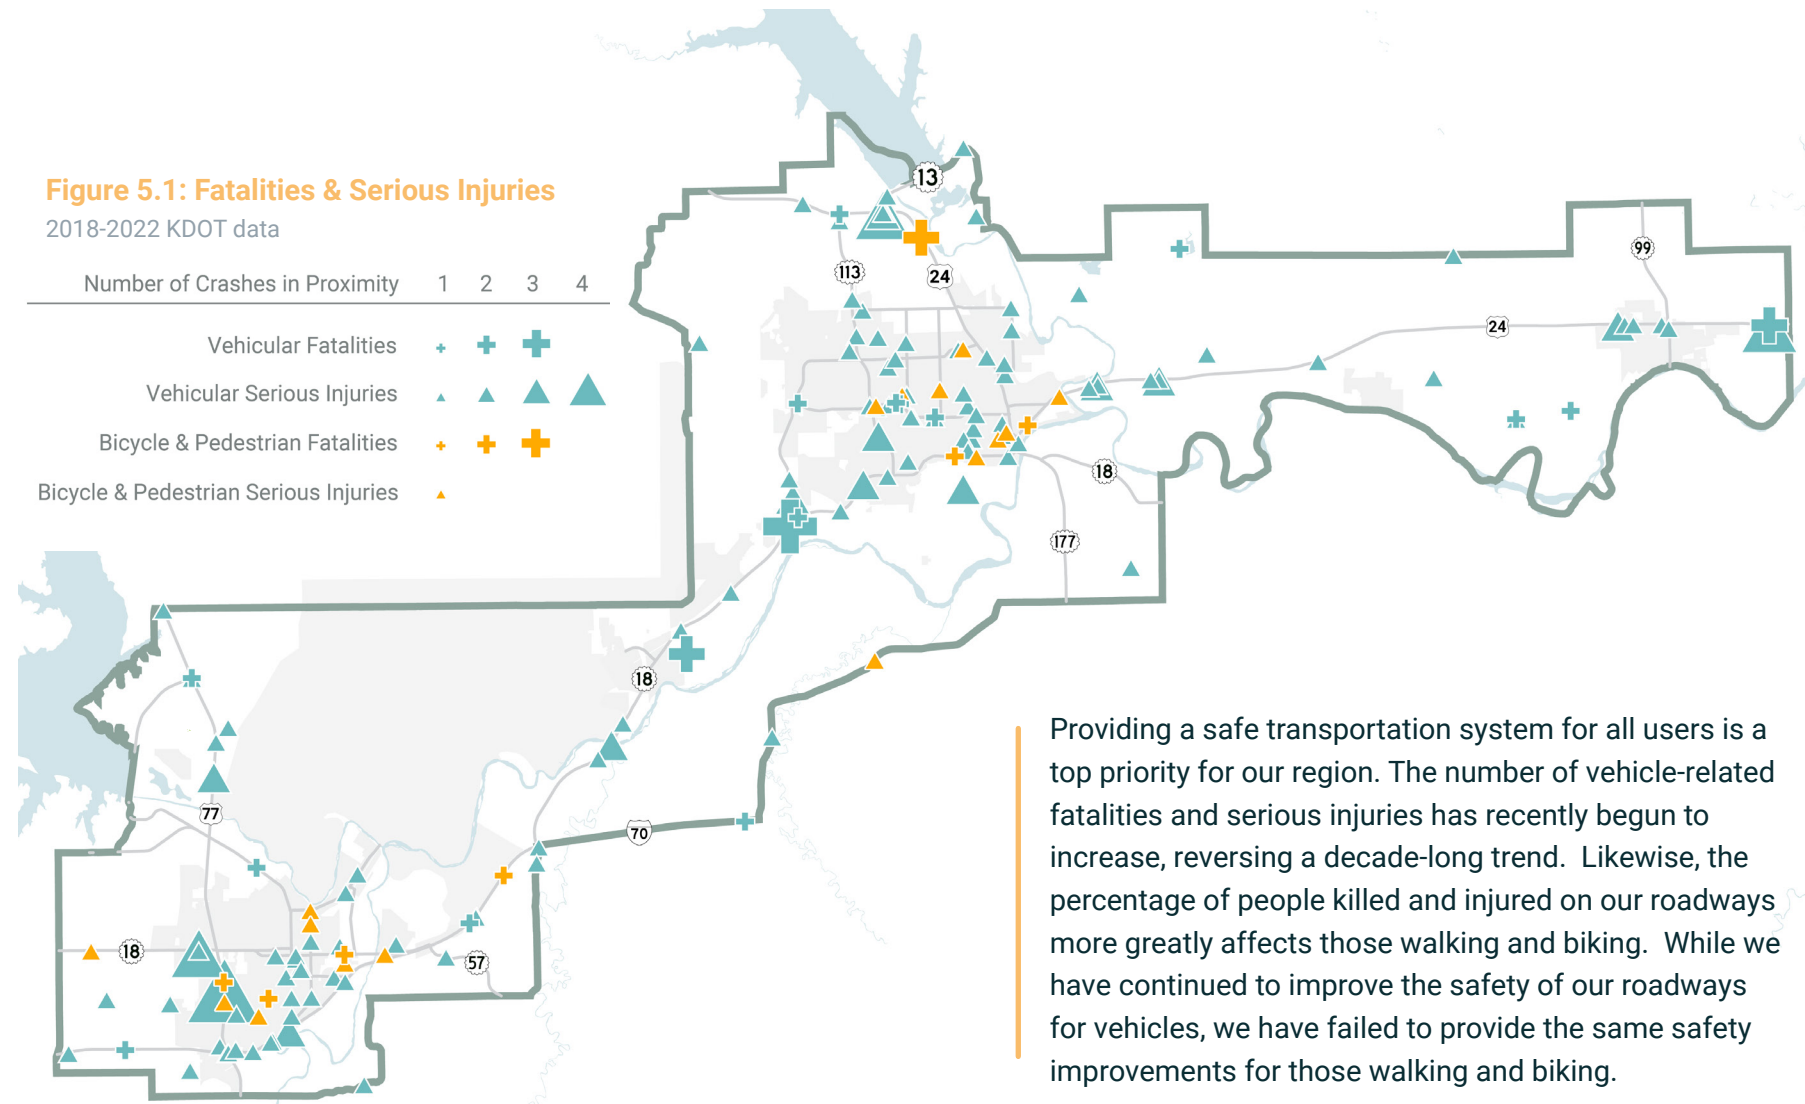 Figure 5.1: Fatalities & Serious Injuries
2018-2022 KDOT data
Number of Crashes in Proximity 1 2 3 4
Vehicular Fatalities
Vehicular Serious Injuries
Bicycle & Pedestrian Fatalities
Bicycle & Pedestrian Serious Injuries
13
113
24
99
24
18
177
18
77
70
18
57
Providing a safe transportation system for all users is a
top priority for our region. The number of vehicle-related
fatalities and serious injuries has recently begun to
increase, reversing a decade-long trend.  Likewise, the
percentage of people killed and injured on our roadways
more greatly affects those walking and biking.  While we
have continued to improve the safety of our roadways
for vehicles, we have failed to provide the same safety
improvements for those walking and biking.